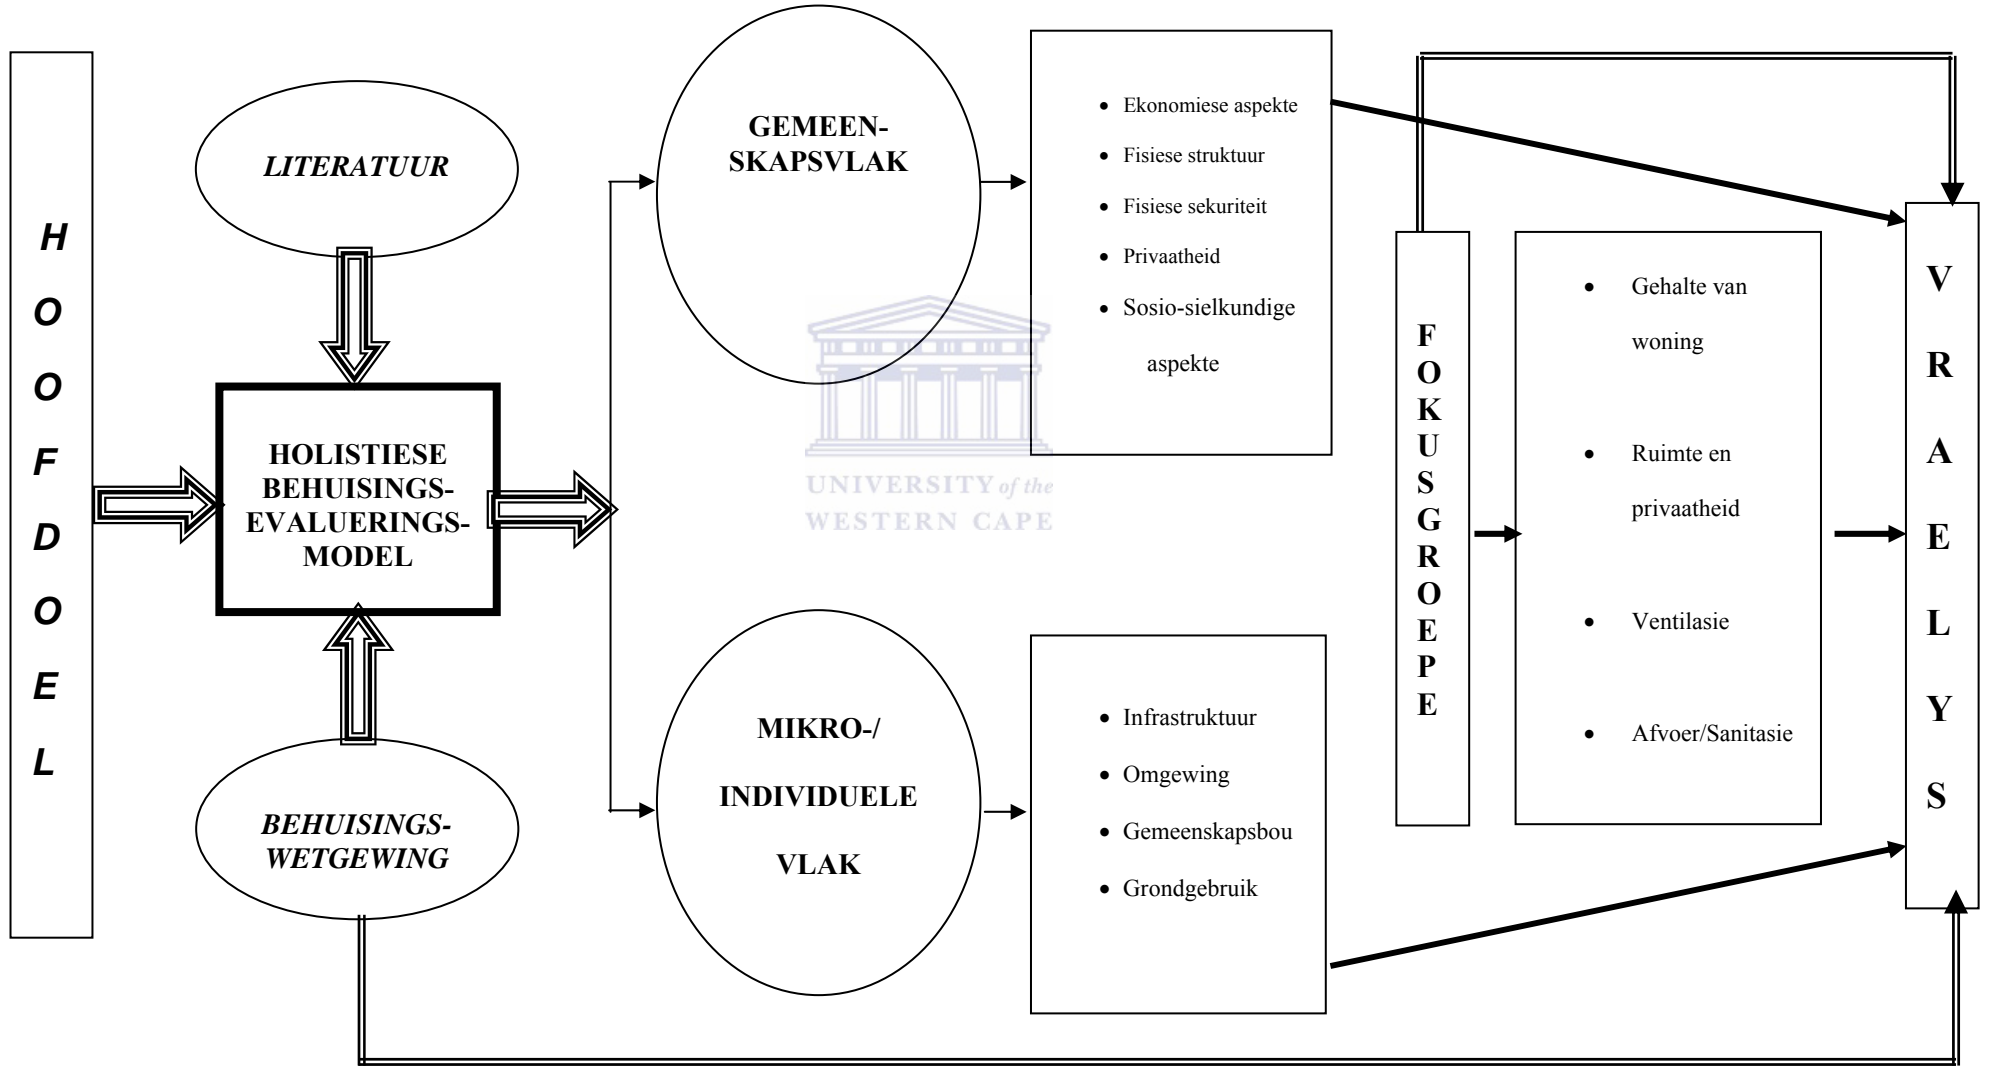 HOOFDOEL
LITERATUUR
HOLISTIESE
BEHUISINGS-
EVALUERINGS-
MODEL
BEHUISINGS-
WETGEWING
GEMEEN-
SKAPSVLAK
• Ekonomiese aspekte
• Fisiese struktuur
• Fisiese sekuriteit
• Privaatheid
• Sosio-sielkundige
aspekte
UNIVERSITY of the
WESTERN CAPE
MIKRO-/
INDIVIDUELE
VLAK
• Infrastruktuur
• Omgewing
• Gemeenskapsbou
• Grondgebruik
FOKUSGROEPE
• Gehalte van
woning
• Ruimte en
privaatheid
• Ventilasie
• Afvoer/Sanitasie
VRAELYS